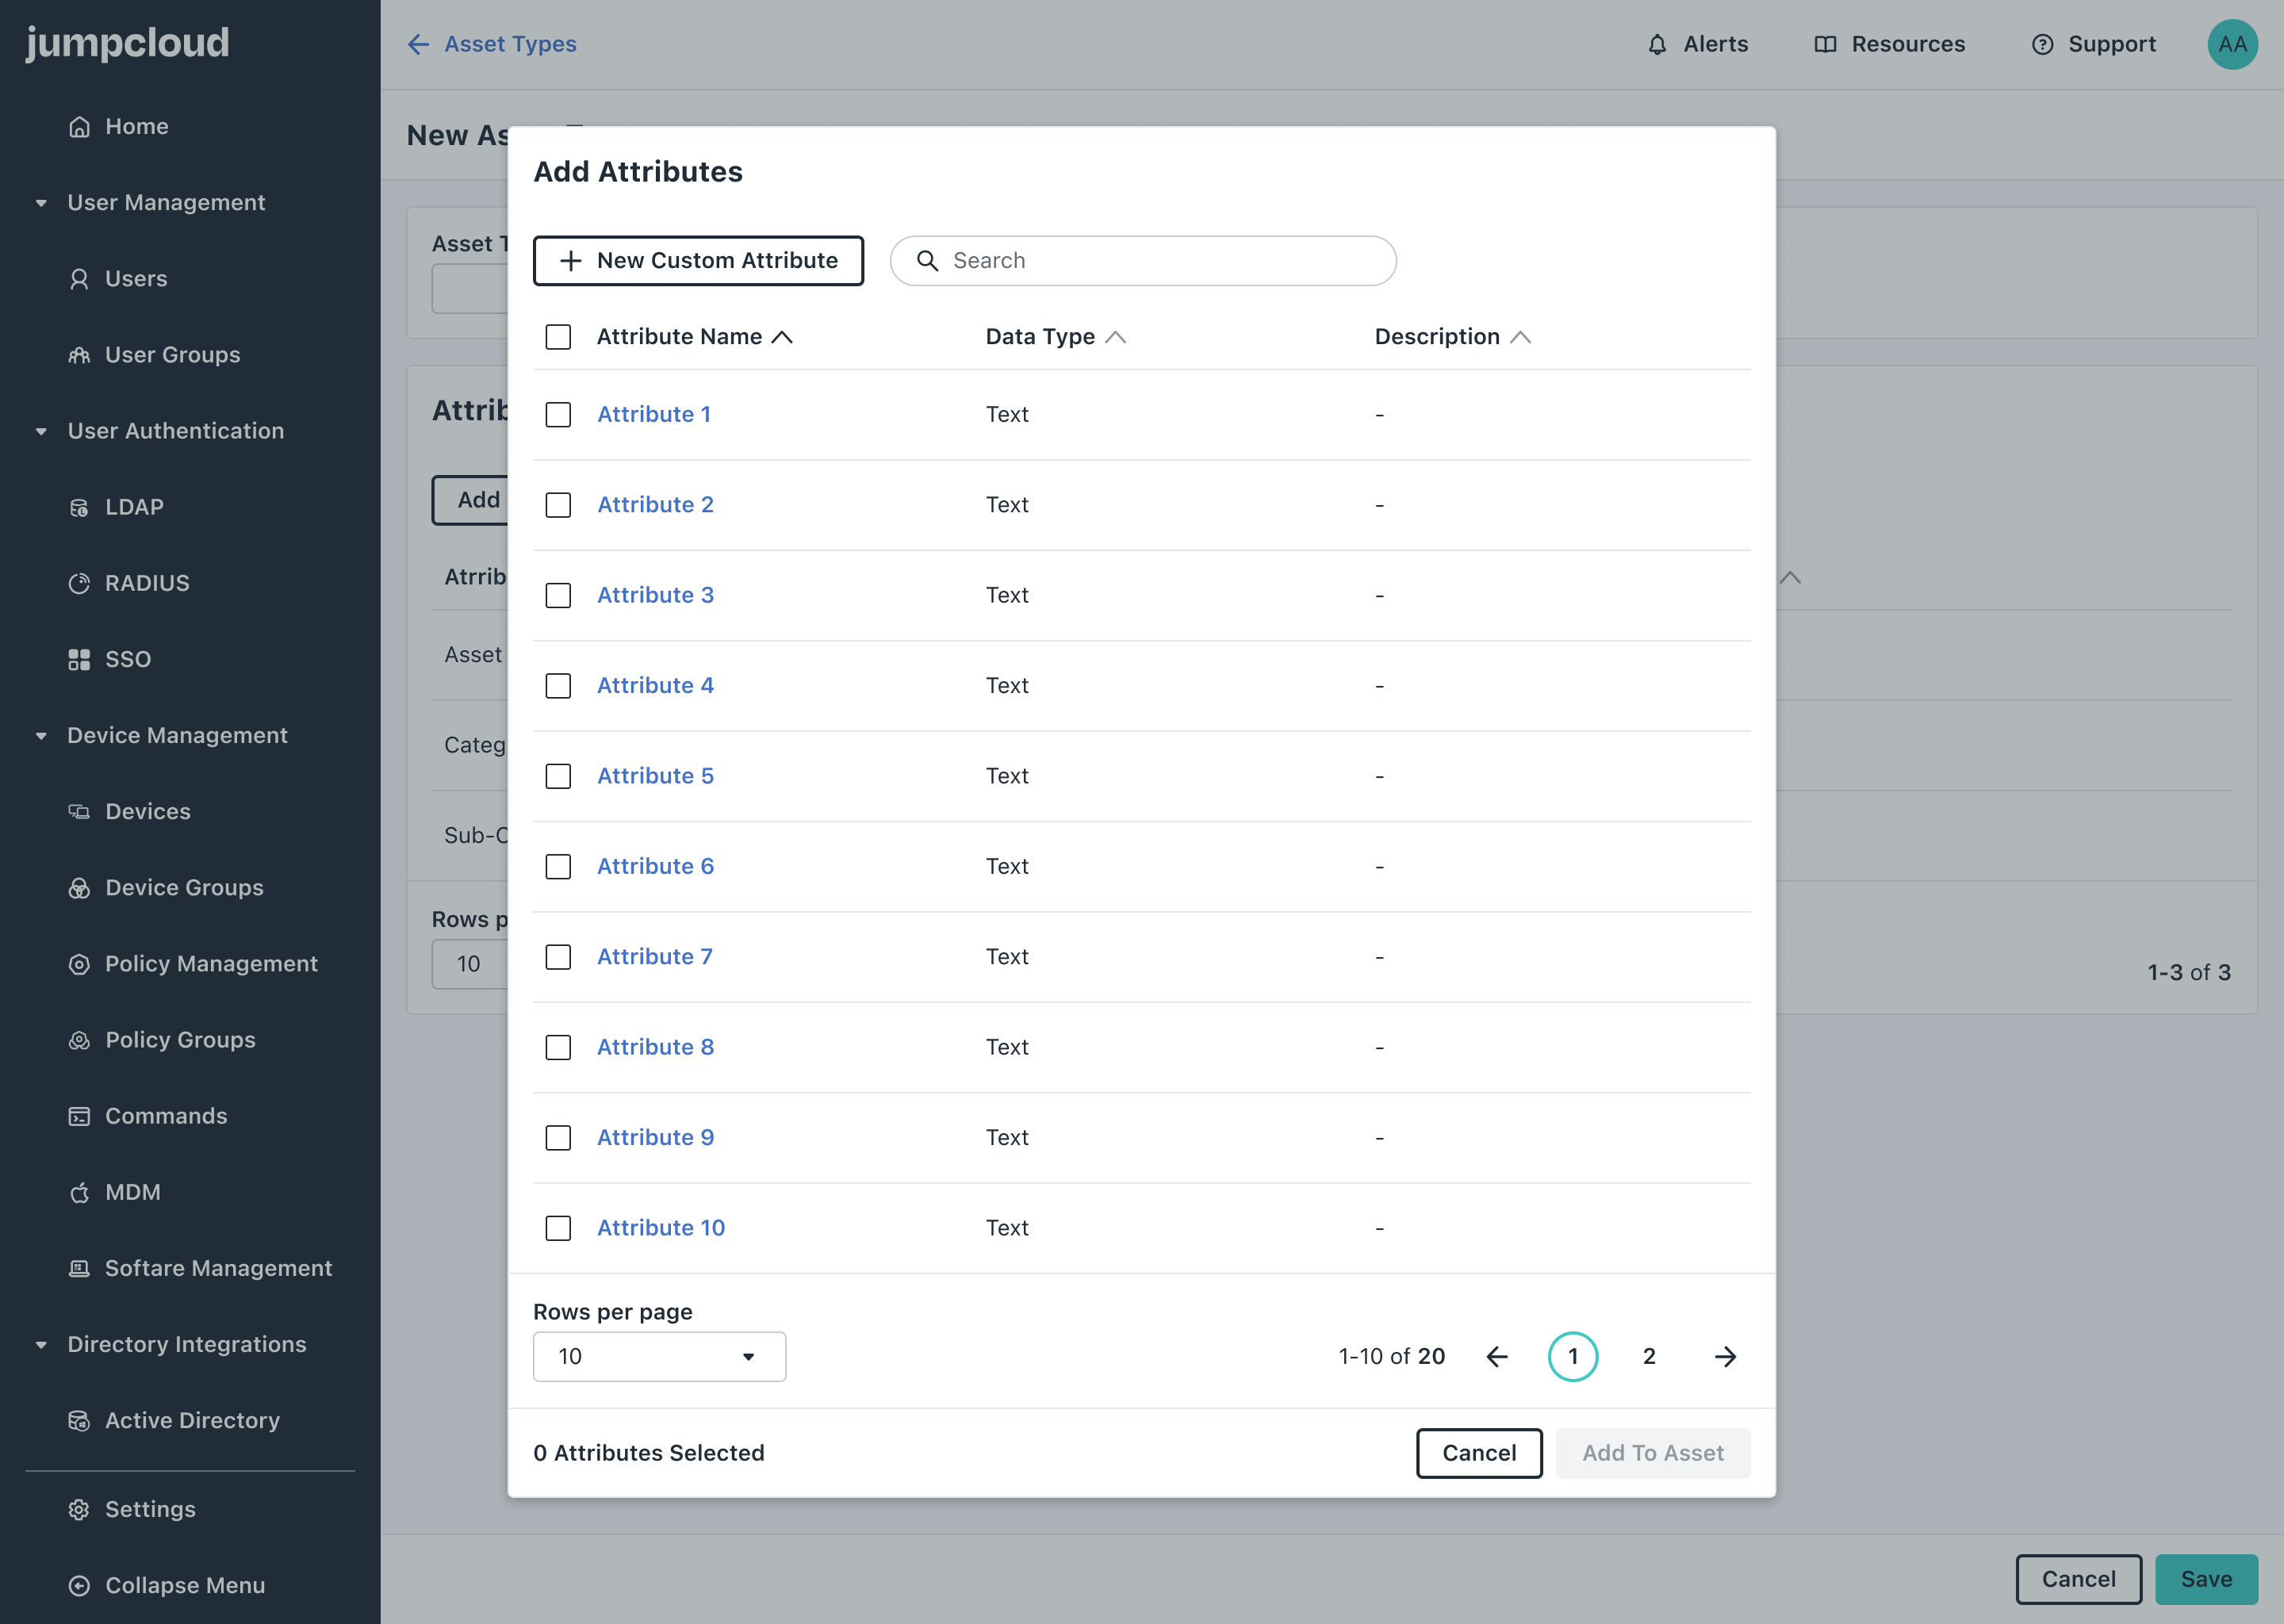 jumpcloud
Home
User Management
Users
User Groups
User Authentication
LDAP
RADIUS
SSO
Device Management
Devices
Device Groups
Policy Management
Policy Groups
Commands
MDM
Softare Management
Directory Integrations
Active Directory
Settings
Collapse Menu
Asset Types
Alerts
Resources
Support
AA
New As
Asset T
Attrib
Add
Atrrib
Asset
Categ
Sub-C
Rows p
10
1-3 of 3
Cancel
Save
Add Attributes
New Custom Attribute
Search
Attribute Name Data Type Description
Attribute 1 Text -
Attribute 2 Text -
Attribute 3 Text -
Attribute 4 Text -
Attribute 5 Text -
Attribute 6 Text -
Attribute 7 Text -
Attribute 8 Text -
Attribute 9 Text -
Attribute 10 Text -
Rows per page
10
1-10 of 20 1 2
0 Attributes Selected
Cancel
Add To Asset